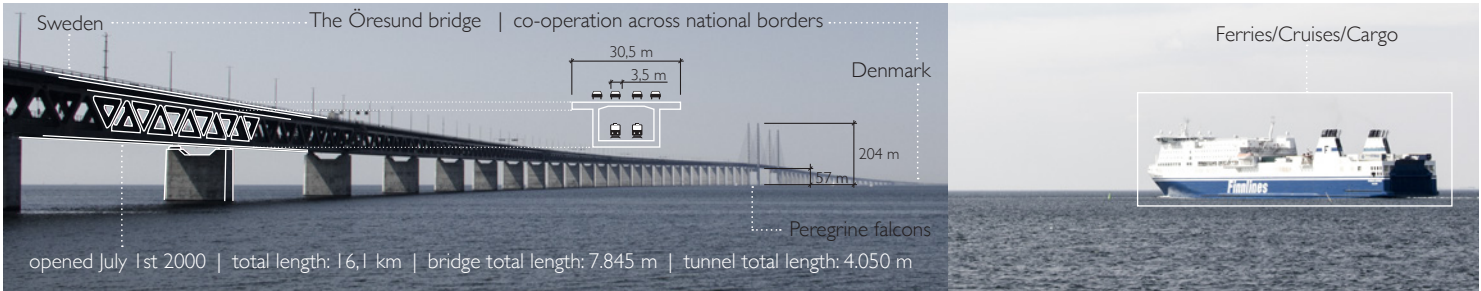 Sweden
The Öresund bridge | co-operation across national borders
30,5 m
3,5 m
Denmark
204 m
57 m
Peregrine falcons
opened July 1st 2000 | total length: 16,1 km | bridge total length: 7.845 m | tunnel total length: 4.050 m
Ferries/Cruises/Cargo
Finnlines